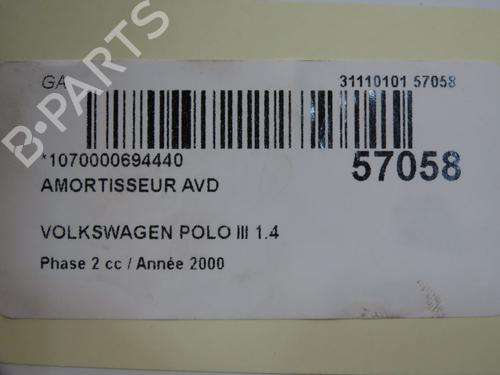 GA
31110101 57058
B-PARTS
*1070000694440
57058
AMORTISSEUR AVD
VOLKSWAGEN POLO III 1.4
Phase 2 cc / Année 2000